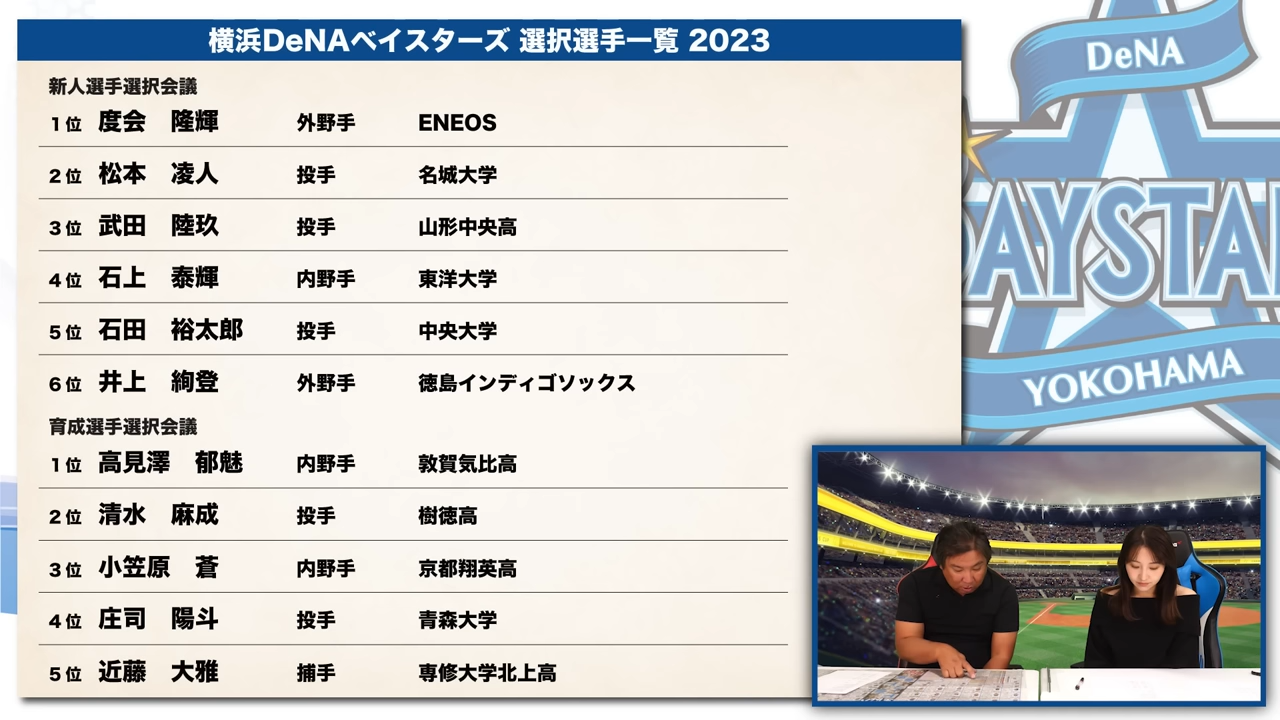 横浜DeNAベイスターズ 選択選手一覧 2023
新人選手選択会議
1位 度会 隆輝 外野手 ENEOS
2位 松本 凌人 投手 名城大学
3位 武田 陸玖 投手 山形中央高
4位 石上 泰輝 内野手 東洋大学
5位 石田 裕太郎 投手 中央大学
6位 井上 絢登 外野手 徳島インディゴソックス
育成選手選択会議
1位 高見澤 郁魅 内野手 敦賀気比高
2位 清水 麻成 投手 樹徳高
3位 小笠原 蒼 内野手 京都翔英高
4位 庄司 陽斗 投手 青森大学
5位 近藤 大雅 捕手 専修大学北上高
DeNA
BAYSTA
YOKOHAMA